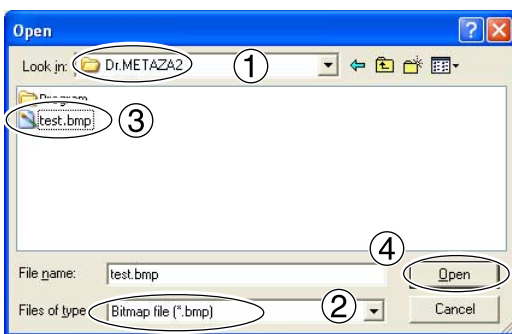 Open
Look in: Dr.METAZA2 ①
Program
test.bmp ③
④
File name: test.bmp Open
Files of type: Bitmap file (*.bmp) ② Cancel